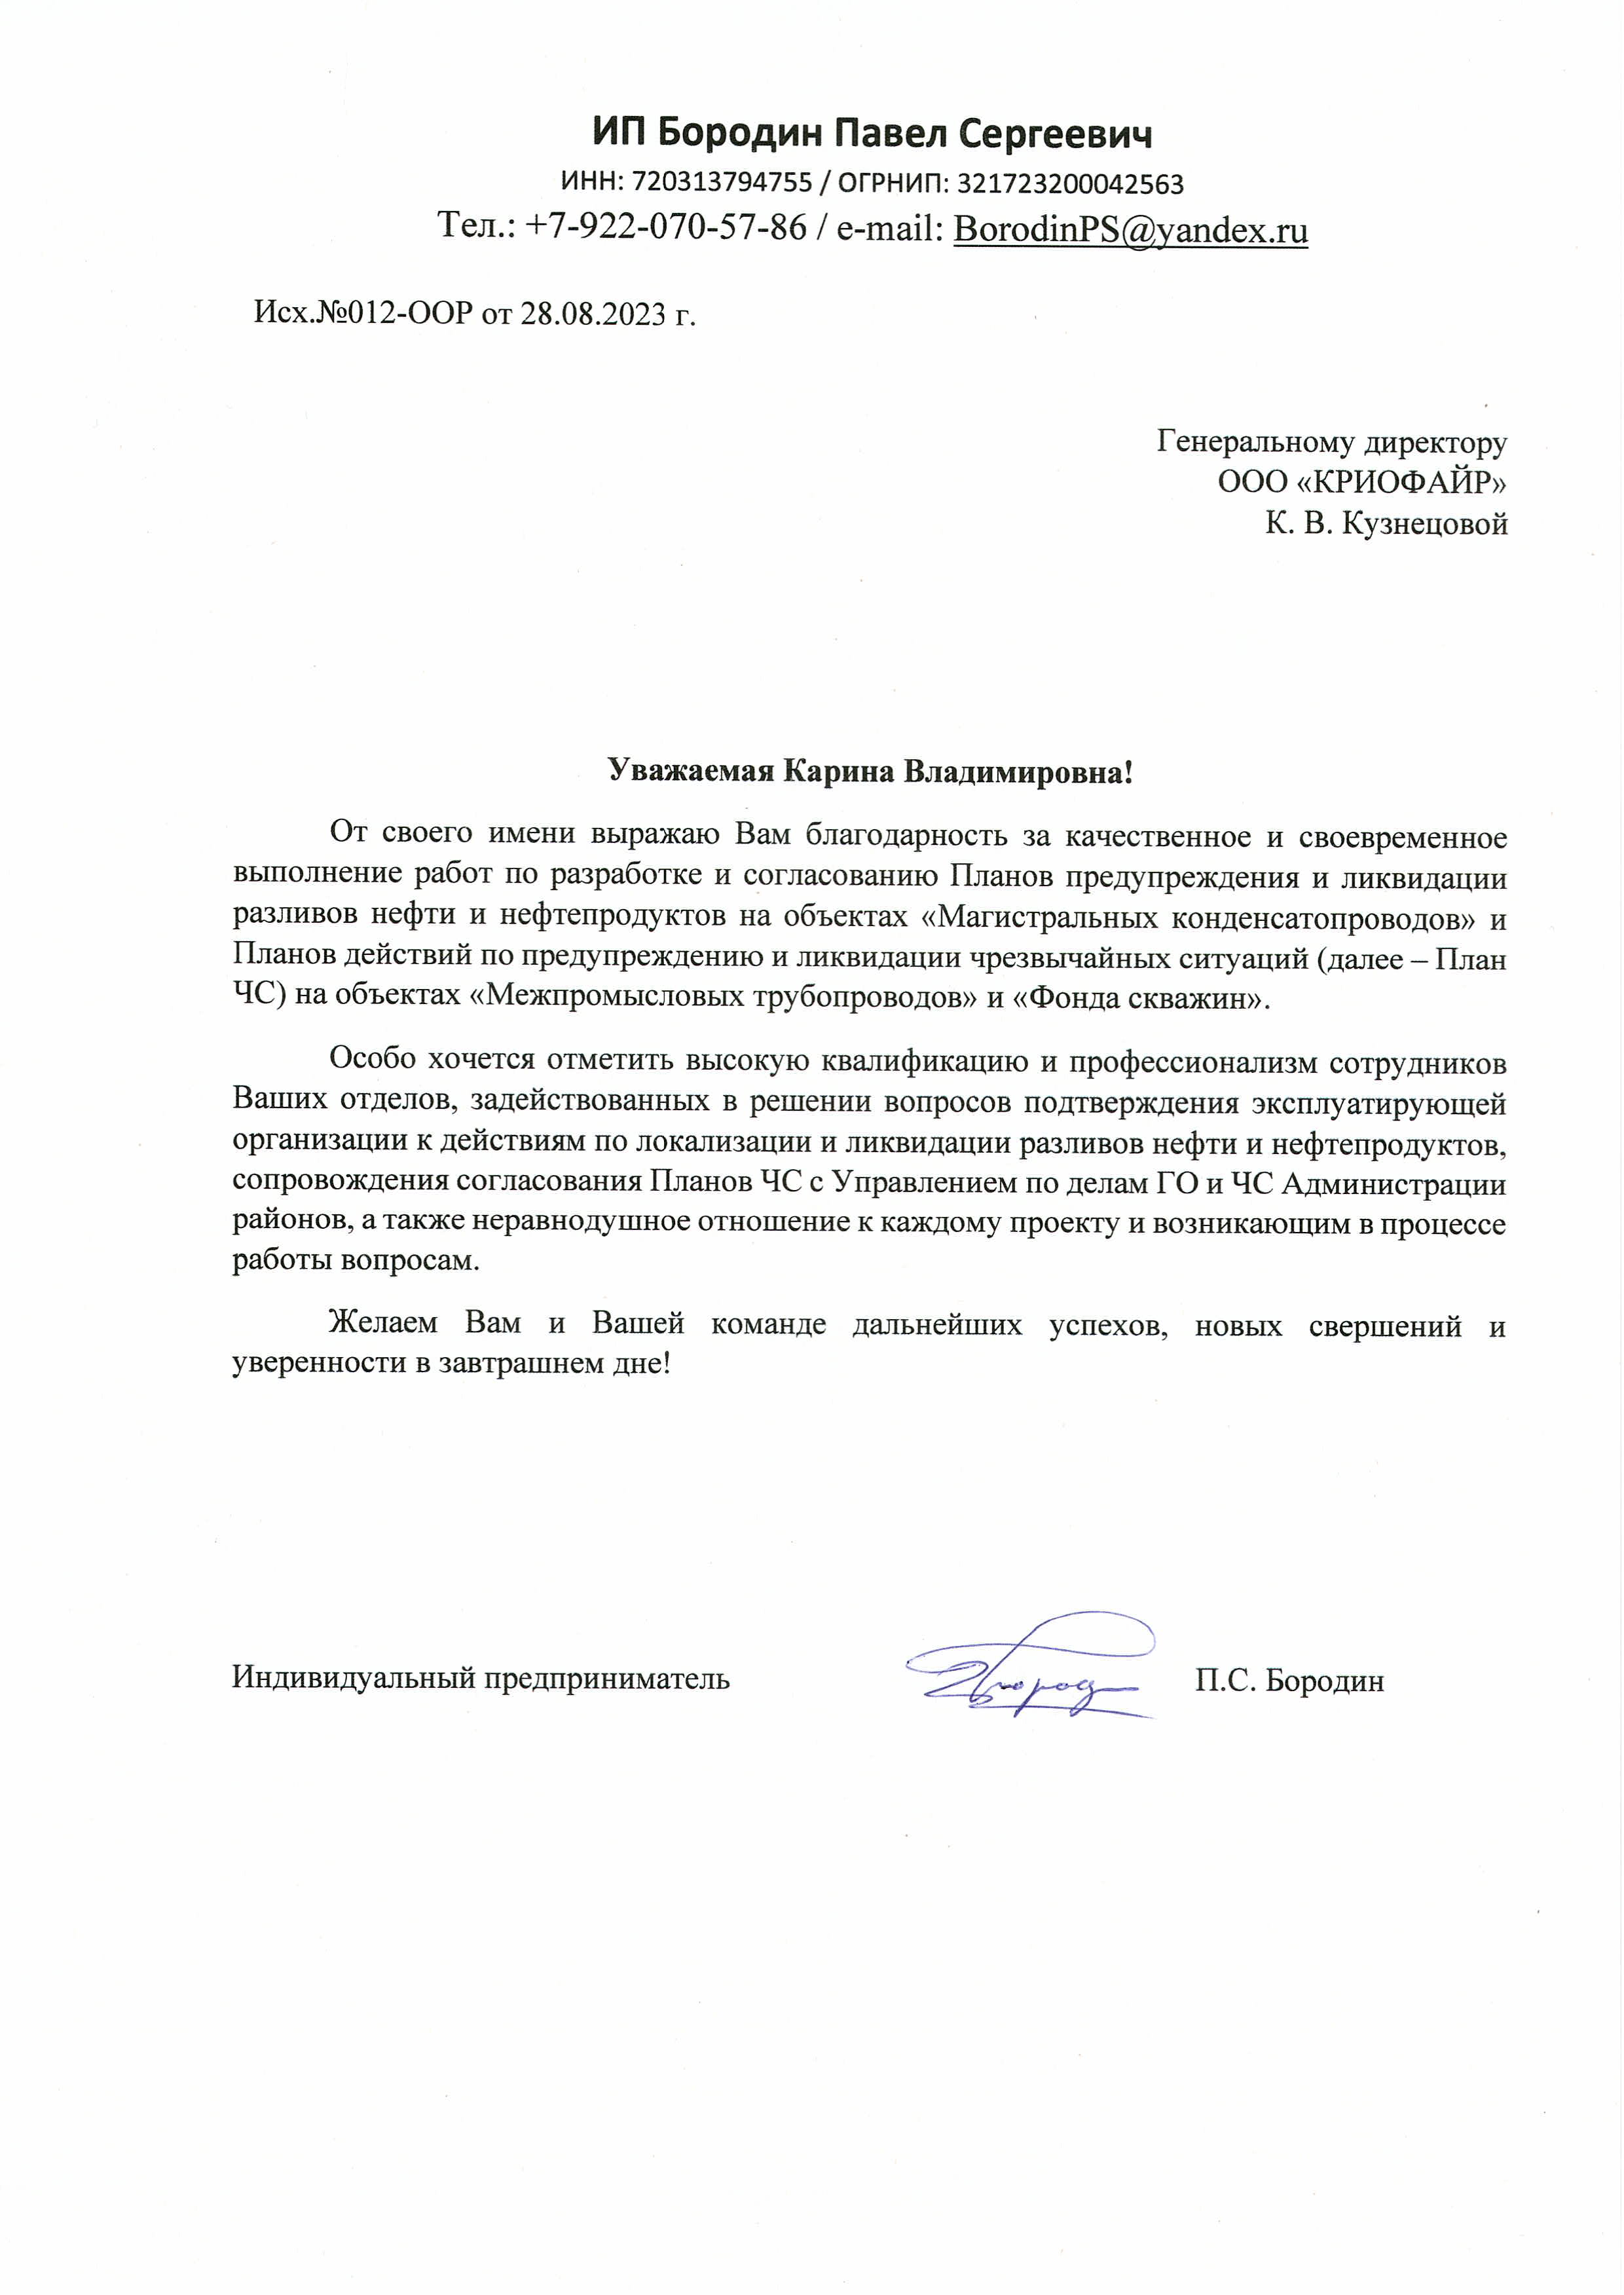 ИП Бородин Павел Сергеевич
ИНН: 720313794755 / ОГРНИП: 321723200042563
Тел.: +7-922-070-57-86 / e-mail: BorodinPS@yandex.ru
Исх.№012-ООР от 28.08.2023 г.
Генеральному директору
ООО «КРИОФАЙР»
К. В. Кузнецовой
Уважаемая Карина Владимировна!
От своего имени выражаю Вам благодарность за качественное и своевременное
выполнение работ по разработке и согласованию Планов предупреждения и ликвидации
разливов нефти и нефтепродуктов на объектах «Магистральных конденсатопроводов» и
Планов действий по предупреждению и ликвидации чрезвычайных ситуаций (далее – План
ЧС) на объектах «Межпромысловых трубопроводов» и «Фонда скважин».
Особо хочется отметить высокую квалификацию и профессионализм сотрудников
Ваших отделов, задействованных в решении вопросов подтверждения эксплуатирующей
организации к действиям по локализации и ликвидации разливов нефти и нефтепродуктов,
сопровождения согласования Планов ЧС с Управлением по делам ГО и ЧС Администрации
районов, а также неравнодушное отношение к каждому проекту и возникающим в процессе
работы вопросам.
Желаем Вам и Вашей команде дальнейших успехов, новых свершений и
уверенности в завтрашнем дне!
Индивидуальный предприниматель
П.С. Бородин